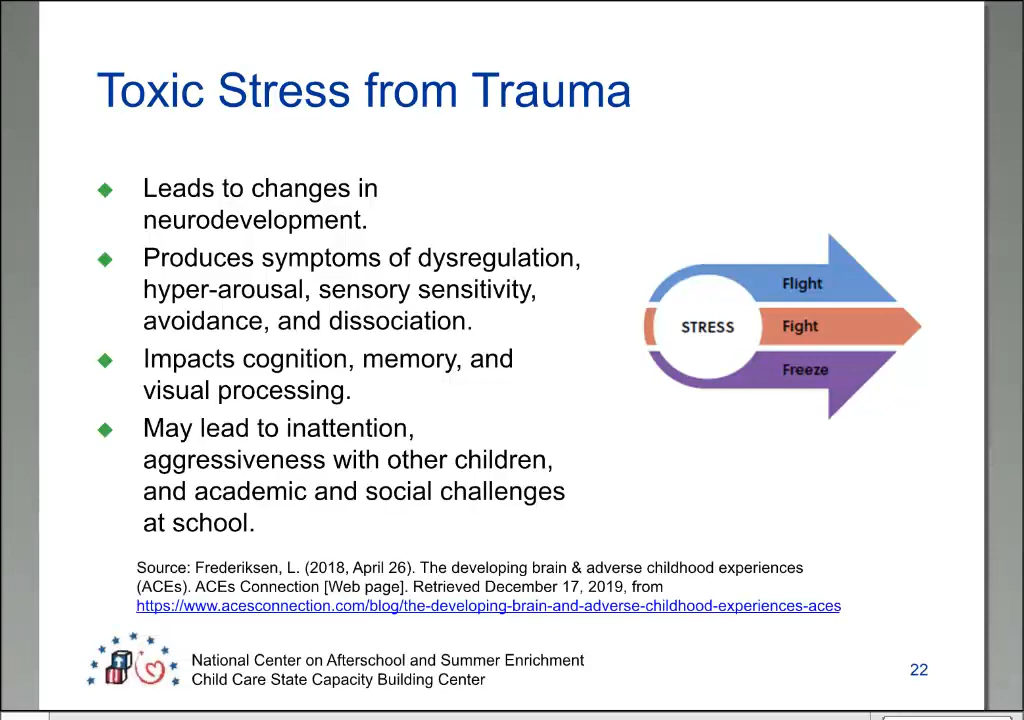 Toxic Stress from Trauma
Leads to changes in
neurodevelopment.
Produces symptoms of dysregulation,
hyper-arousal, sensory sensitivity,
avoidance, and dissociation.
Impacts cognition, memory, and
visual processing.
May lead to inattention,
aggressiveness with other children,
and academic and social challenges
at school.
Flight
STRESS
Fight
Freeze
Source: Frederiksen, L. (2018, April 26). The developing brain & adverse childhood experiences
(ACEs). ACEs Connection [Web page]. Retrieved December 17, 2019, from
https://www.acesconnection.com/blog/the-developing-brain-and-adverse-childhood-experiences-aces
National Center on Afterschool and Summer Enrichment
Child Care State Capacity Building Center
22